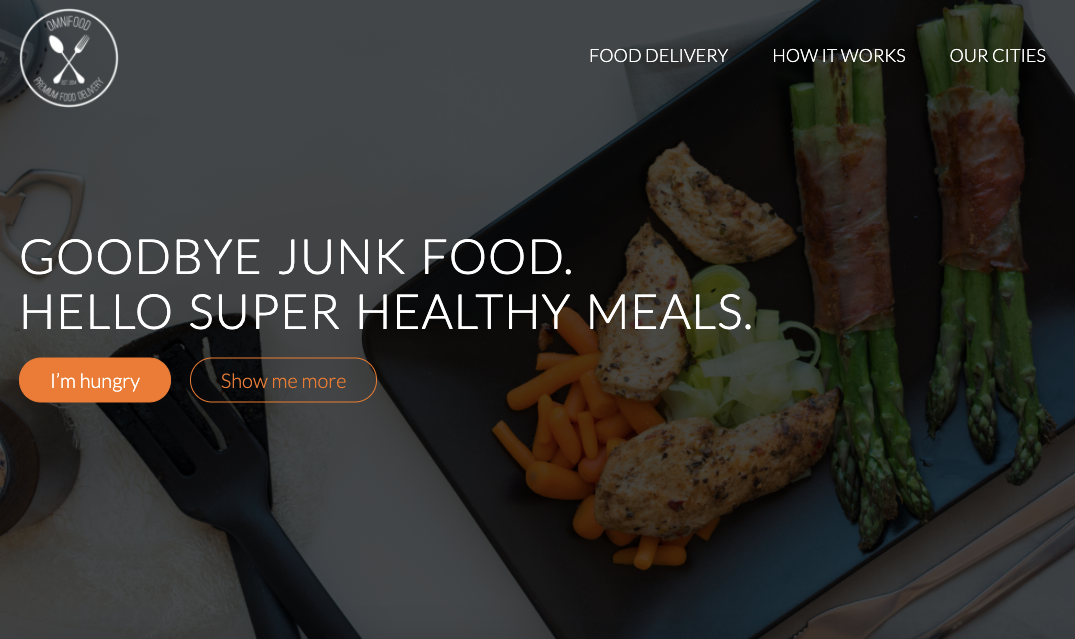 OMNIFOOD
PREMIUM FOOD DELIVERY
FOOD DELIVERY
HOW IT WORKS
OUR CITIES
GOODBYE JUNK FOOD.
HELLO SUPER HEALTHY MEALS.
I'm hungry
Show me more